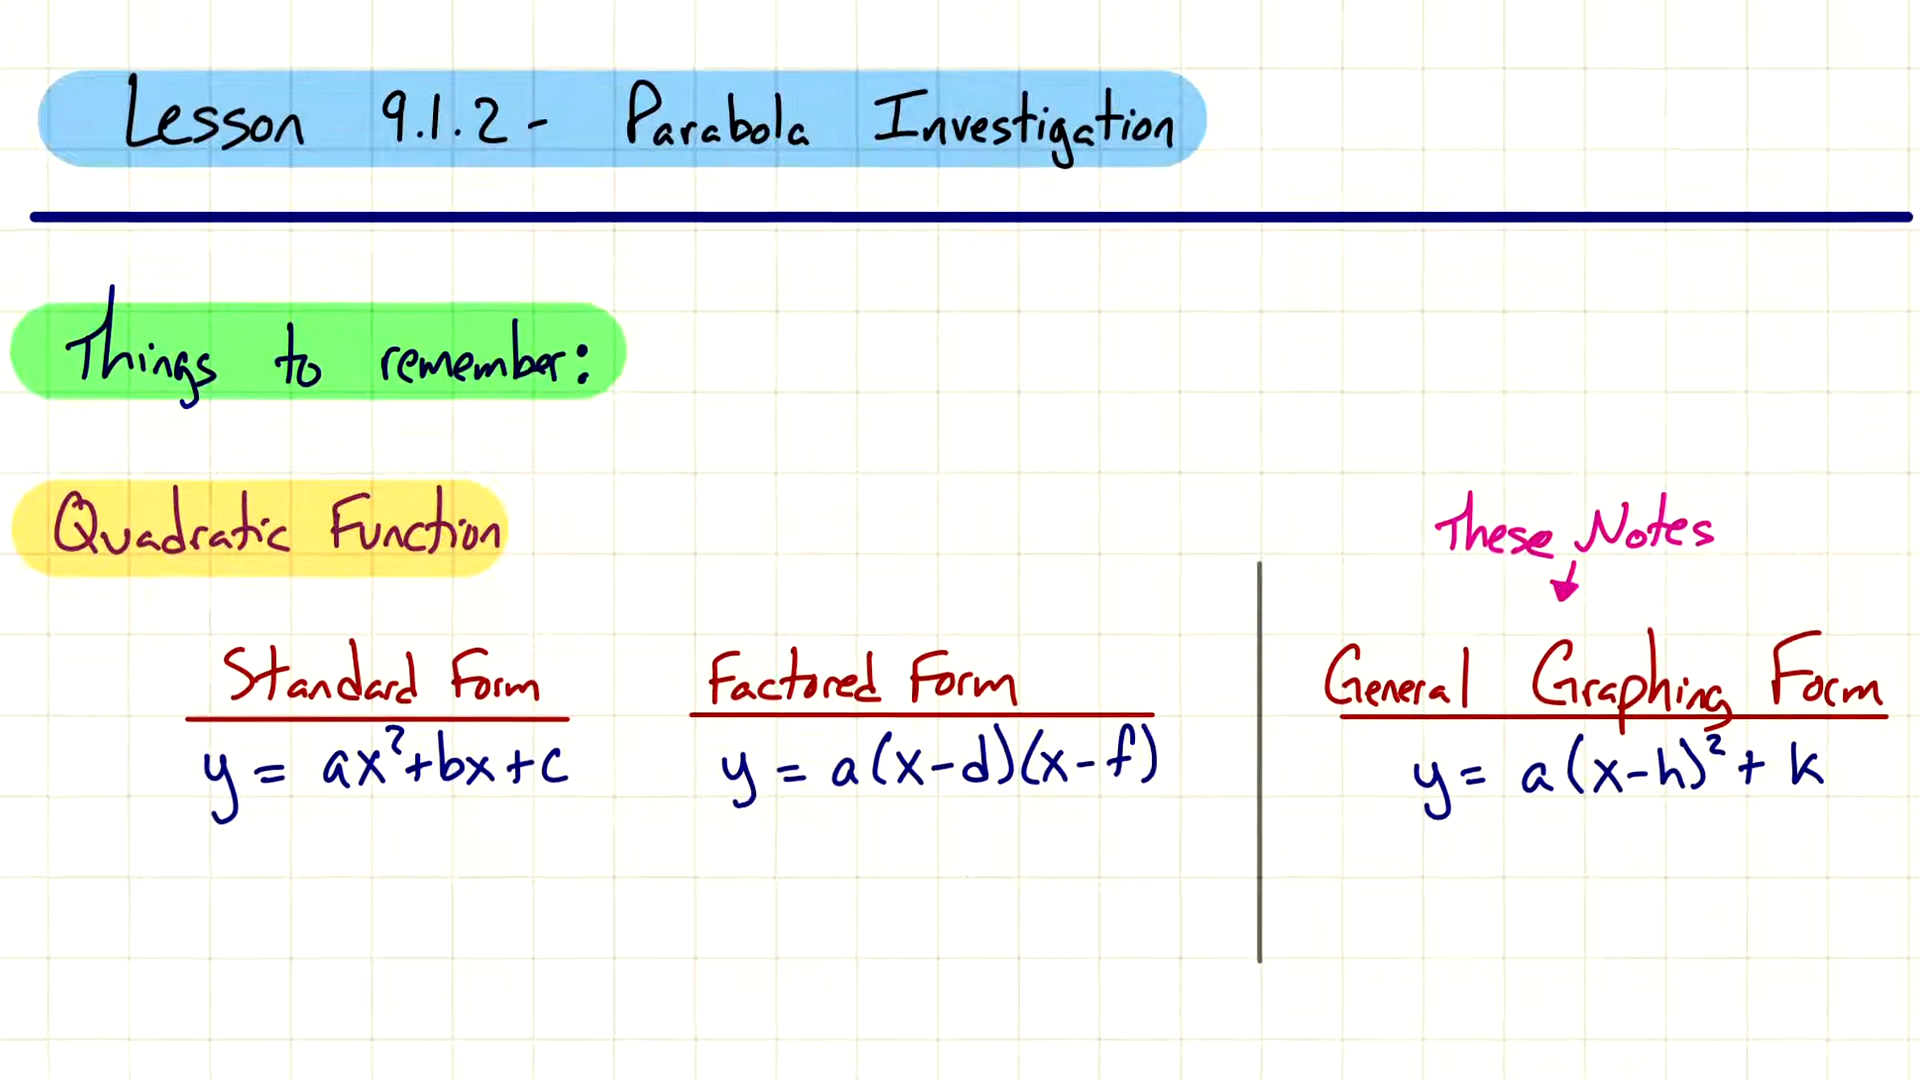 Lesson 9.1.2 - Parabola Investigation
Things to remember:
Quadratic Function
These Notes
Standard Form
y = ax²+bx+c
Factored Form
y = a(x-d)(x-f)
General Graphing Form
y = a(x-h)²+ k